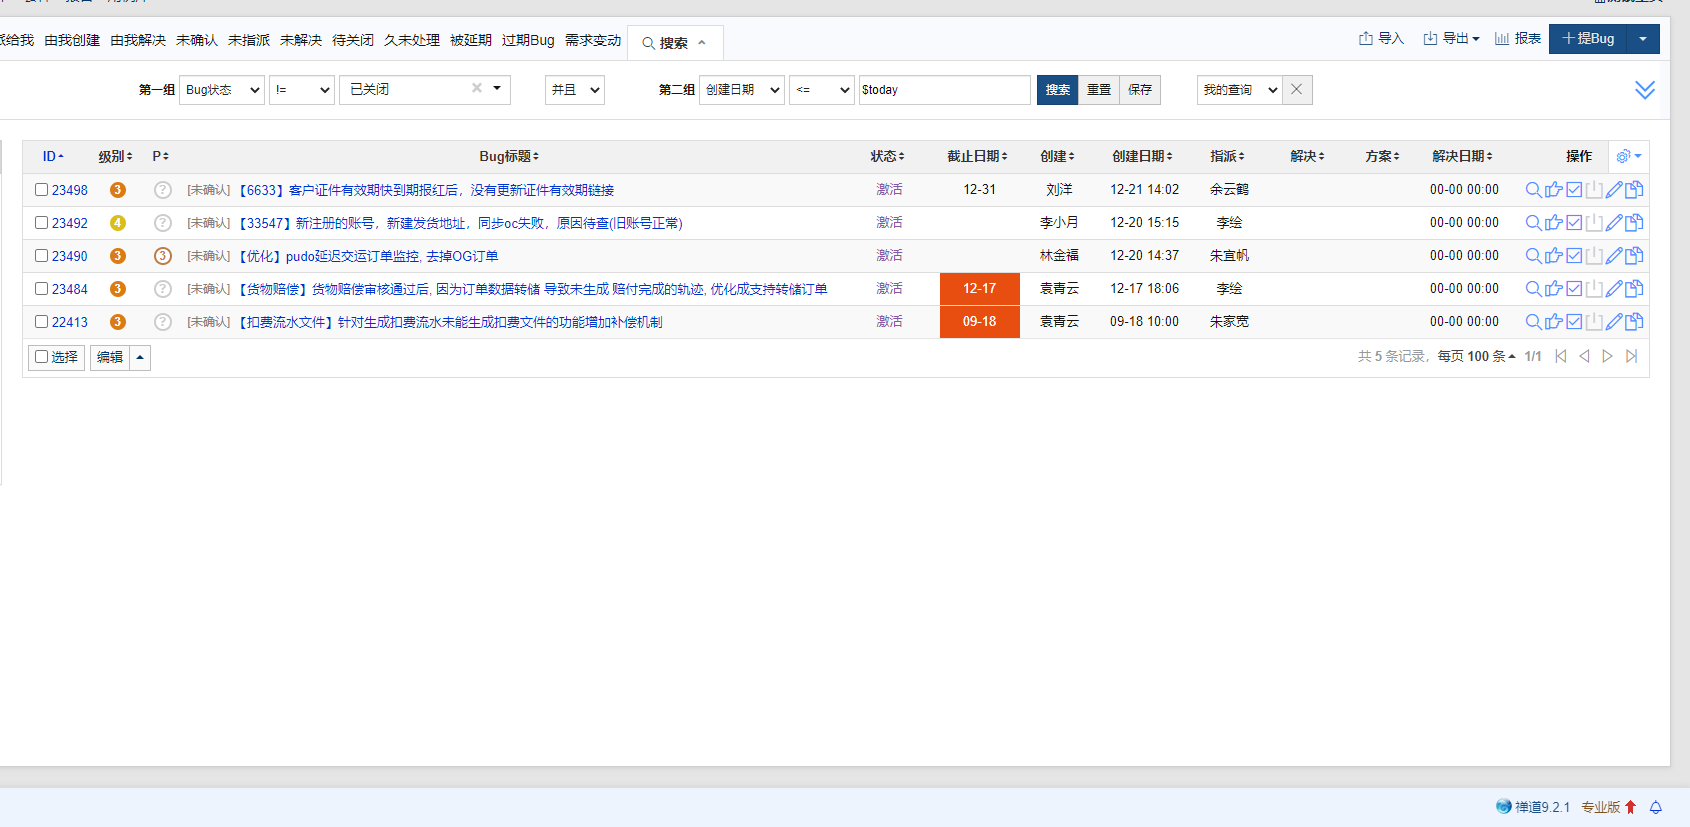 派给我 由我创建 由我解决 未确认 未指派 未解决 待关闭 久未处理 被延期 过期Bug 需求变动 搜索 导入 导出 报表 提Bug
第一组 Bug状态 != 已关闭 并且 第二组 创建日期 <= $today 搜索 重置 保存 我的查询
ID 级别 P Bug标题 状态 截止日期 创建 创建日期 指派 解决 方案 解决日期 操作
23498 3 ? [未确认] 【6633】客户证件有效期快到期报红后，没有更新证件有效期链接 激活 12-31 刘洋 12-21 14:02 余云鹤 00-00 00:00
23492 4 ? [未确认] 【33547】新注册的账号，新建发货地址，同步oc失败，原因待查(旧账号正常) 激活 李小月 12-20 15:15 李绘 00-00 00:00
23490 3 3 [未确认] 【优化】pudo延迟交运订单监控, 去掉OG订单 激活 林金福 12-20 14:37 朱宜帆 00-00 00:00
23484 3 ? [未确认] 【货物赔偿】货物赔偿审核通过后, 因为订单数据转储 导致未生成 赔付完成的轨迹, 优化成支持转储订单 激活 12-17 袁青云 12-17 18:06 李绘 00-00 00:00
22413 3 ? [未确认] 【扣费流水文件】针对生成扣费流水未能生成扣费文件的功能增加补偿机制 激活 09-18 袁青云 09-18 10:00 朱家宽 00-00 00:00
选择 编辑 共 5 条记录，每页 100 条 1/1
禅道9.2.1 专业版